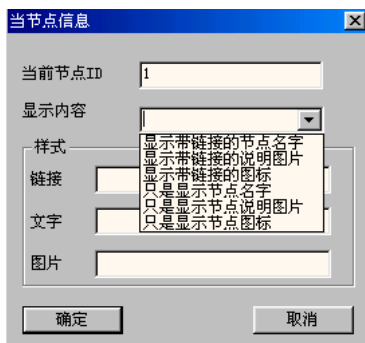 当节点信息
当前节点ID 1
显示内容
显示带链接的节点名字
显示带链接的说明图片
显示带链接的图标
只是显示节点名字
只是显示节点说明图片
只是显示节点图标
样式
链接
文字
图片
确定 取消